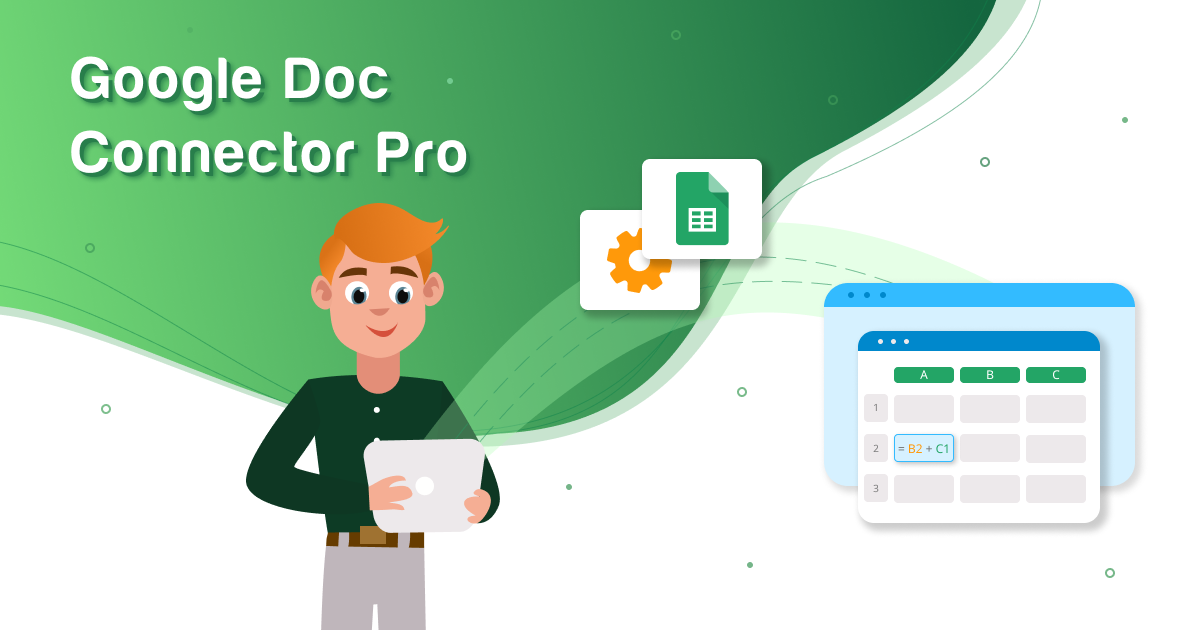 Google Doc
Connector Pro
A B C
1
2 = B2 + C1
3